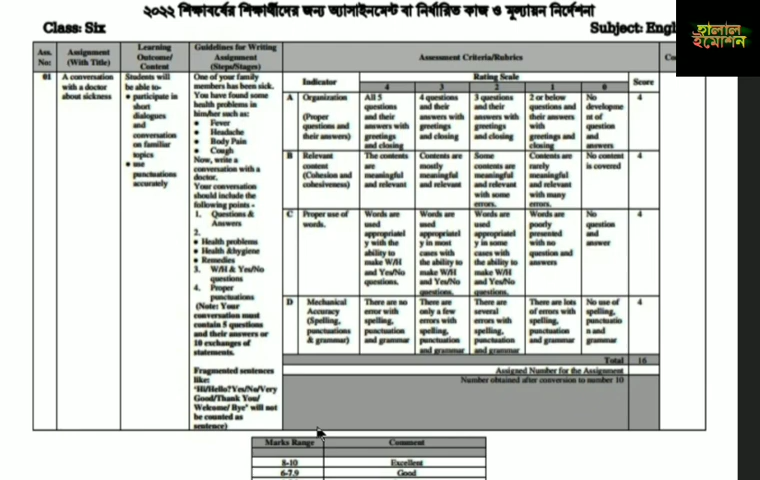 ২০২২ শিক্ষাবর্ষের শিক্ষার্থীদের জন্য অ্যাসাইনমেন্ট বা নির্ধারিত কাজ ও মূল্যায়ন নির্দেশনা
Class: Six
Subject: Engl
হালাল
ইমোশন
Ass. No:
Assignment (With Title)
Learning Outcome/ Content
Guidelines for Writing Assignment (Steps/Stages)
Assessment Criteria/Rubrics
Co
01
A conversation
with a doctor
about sickness
Students will
be able to-
• participate in
short
dialogues
and
conversation
on familiar
topics
• use
punctuations
accurately
One of your family
members has been sick.
You have found some
health problems in
him/her such as:
• Fever
• Headache
• Body Pain
• Cough
Now, write a
conversation with a
doctor.
Your conversation
should include the
following points -
1. Questions &
Answers
2.
• Health problems
• Health &hygiene
• Remedies
3. W/H & Yes/No
questions
4. Proper
punctuations
(Note: Your
conversation must
contain 5 questions
and their answers or
10 exchanges of
statements.
Fragmented sentences
like:
'Hi/Hello?Yes/No/Very
Good/Thank You/
Welcome/ Bye' will not
be counted as
sentence)
Indicator
Rating Scale
Score
4 3 2 1 0
A Organization (Proper questions and their answers)
All 5 questions and their answers with greetings and closing
4 questions and their answers with greetings and closing
3 questions and their answers with greetings and closing
2 or below questions and their answers with greetings and closing
No developme nt of question and answers
4
B Relevant content (Cohesion and cohesiveness)
The contents are meaningful and relevant
Contents are mostly meaningful and relevant
Some contents are meaningful and relevant with some errors.
Contents are rarely meaningful and relevant with many errors.
No content is covered
4
C Proper use of words.
Words are used appropriatel y with the ability to make W/H and Yes/No questions.
Words are used appropriatel y in most cases with the ability to make W/H and Yes/No questions.
Words are used appropriatel y in some cases with the ability to make W/H and Yes/No questions.
Words are poorly presented with no question and answers
No question and answer
4
D Mechanical Accuracy (Spelling, punctuations & grammar)
There are no error with spelling, punctuation and grammar
There are only a few errors with spelling, punctuation and grammar
There are several errors with spelling, punctuation and grammar
There are lots of errors with spelling, punctuation and grammar
No use of spelling, punctuatio n and grammar
4
Total 16
Assigned Number for the Assignment
Number obtained after conversion to number 10
Marks Range Comment
8-10 Excellent
6-7.9 Good